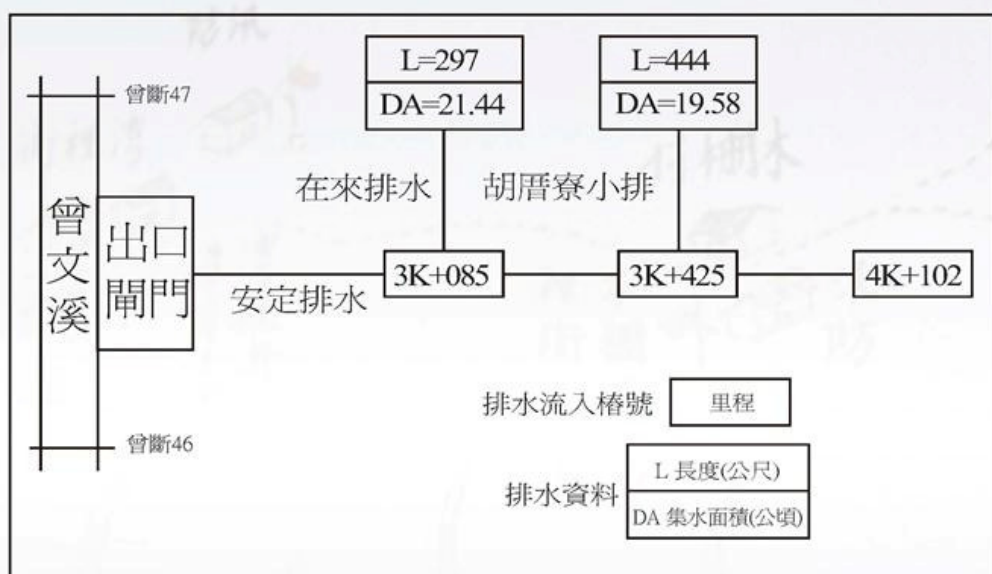 L=297
DA=21.44
L=444
DA=19.58
曾斷47
在來排水
胡厝寮小排
曾文溪
出口
閘門
3K+085
3K+425
4K+102
安定排水
曾斷46
排水流入樁號
里程
排水資料
L 長度(公尺)
DA 集水面積(公頃)